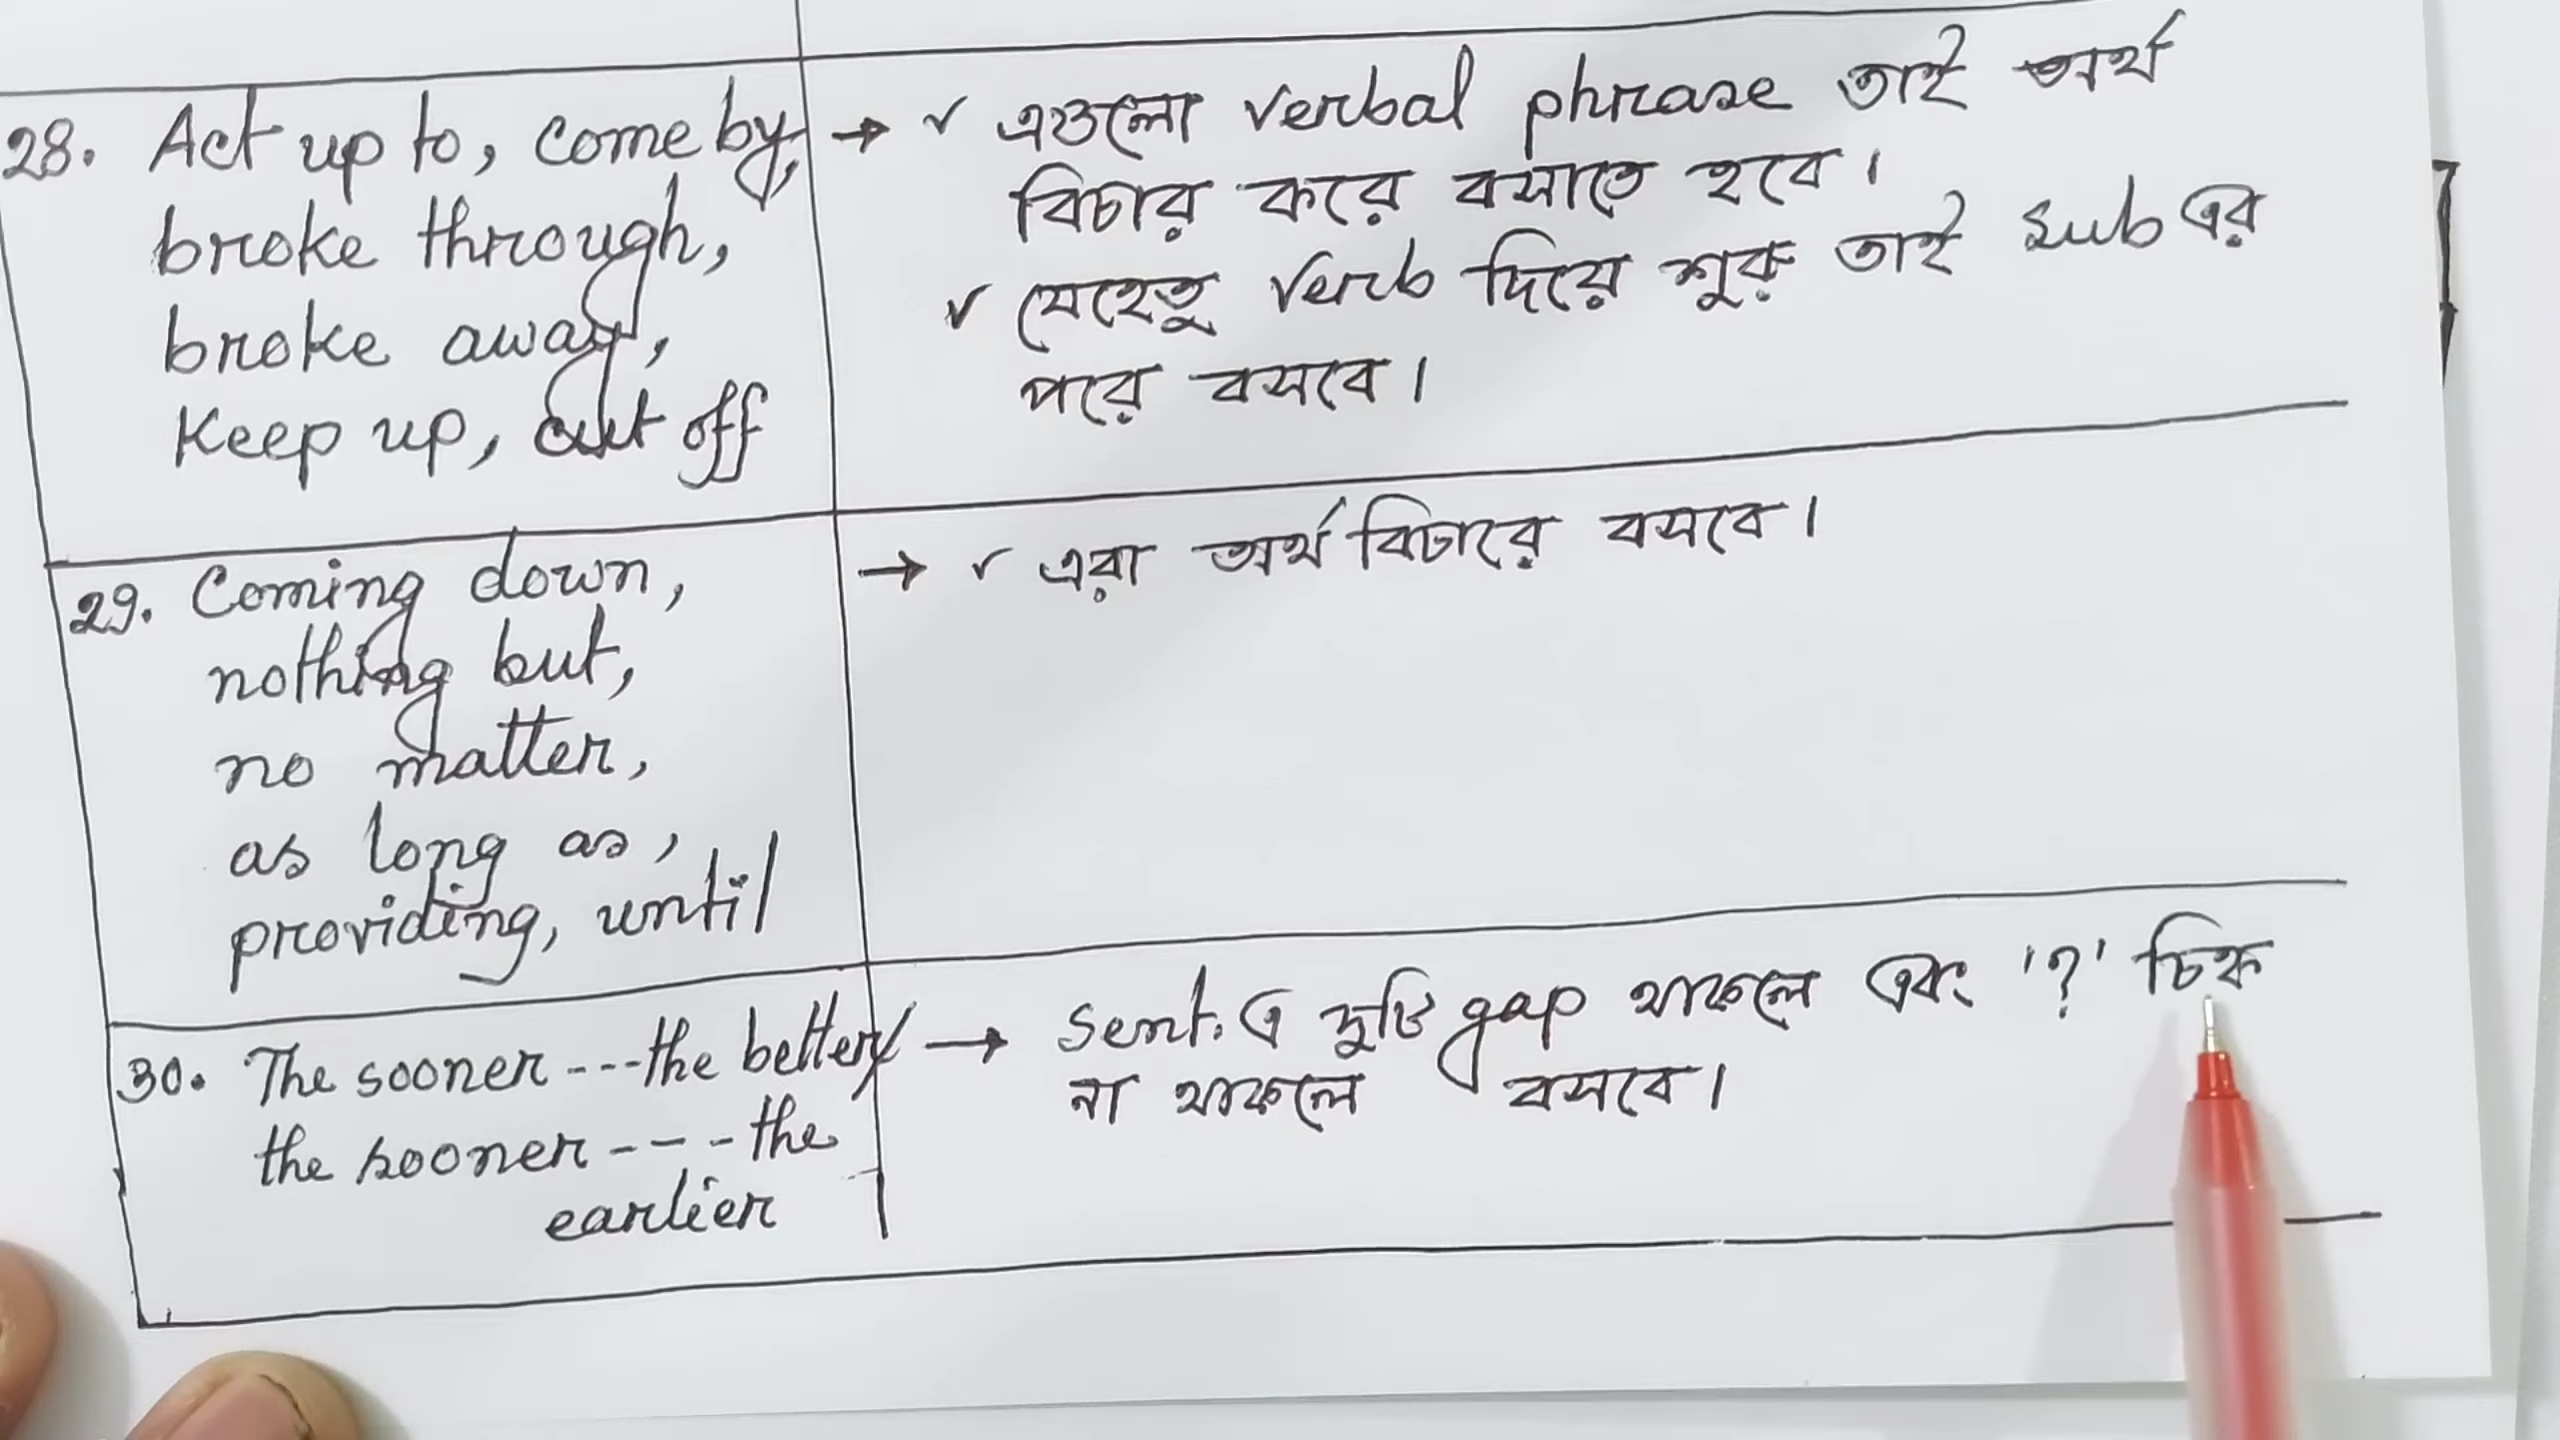 28. Act up to, come by,
broke through,
broke away,
Keep up, cut off
→ ✓ এগুলো verbal phrase তাই অর্থ
বিচার করে বসাতে হবে।
✓ যেহেতু verb দিয়ে শুরু তাই sub এর
পরে বসবে।
29. Coming down,
nothing but,
no matter,
as long as,
providing, until
→ ✓ এরা অর্থ বিচারে বসবে।
30. The sooner ---the better/
the sooner ----the
earlier
→ Sent. এ দুটি gap থাকলে এবং '?' চিহ্ন
না থাকলে বসবে।